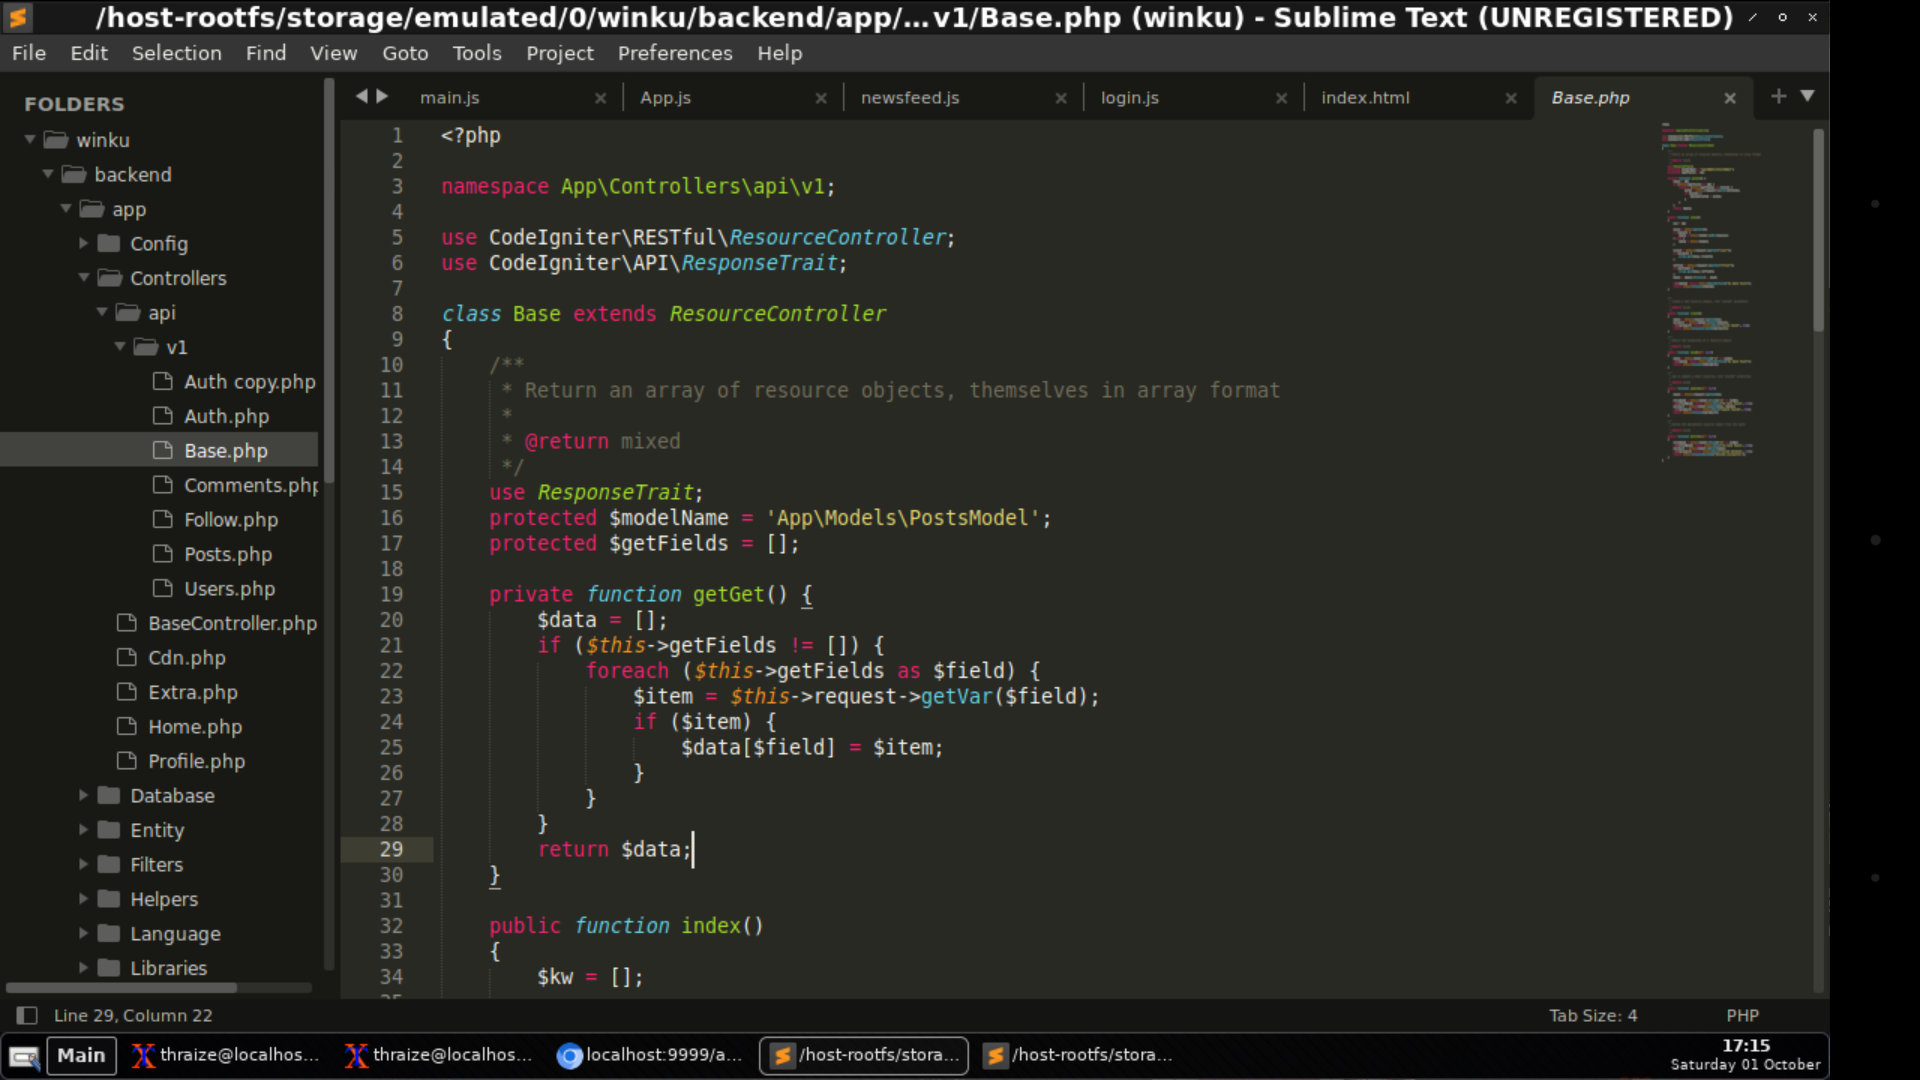 /host-rootfs/storage/emulated/0/winku/backend/app/…v1/Base.php (winku) - Sublime Text (UNREGISTERED)
File Edit Selection Find View Goto Tools Project Preferences Help
FOLDERS
winku
backend
app
Config
Controllers
api
v1
Auth copy.php
Auth.php
Base.php
Comments.php
Follow.php
Posts.php
Users.php
BaseController.php
Cdn.php
Extra.php
Home.php
Profile.php
Database
Entity
Filters
Helpers
Language
Libraries
main.js App.js newsfeed.js login.js index.html Base.php
1 <?php
2
3 namespace App\Controllers\api\v1;
4
5 use CodeIgniter\RESTful\ResourceController;
6 use CodeIgniter\API\ResponseTrait;
7
8 class Base extends ResourceController
9 {
10 /**
11 * Return an array of resource objects, themselves in array format
12 *
13 * @return mixed
14 */
15 use ResponseTrait;
16 protected $modelName = 'App\Models\PostsModel';
17 protected $getFields = [];
18
19 private function getGet() {
20 $data = [];
21 if ($this->getFields != []) {
22 foreach ($this->getFields as $field) {
23 $item = $this->request->getVar($field);
24 if ($item) {
25 $data[$field] = $item;
26 }
27 }
28 }
29 return $data;
30 }
31
32 public function index()
33 {
34 $kw = [];
Line 29, Column 22 Tab Size: 4 PHP
Main thraize@localhos... thraize@localhos... localhost:9999/a... /host-rootfs/stora... /host-rootfs/stora...
17:15
Saturday 01 October